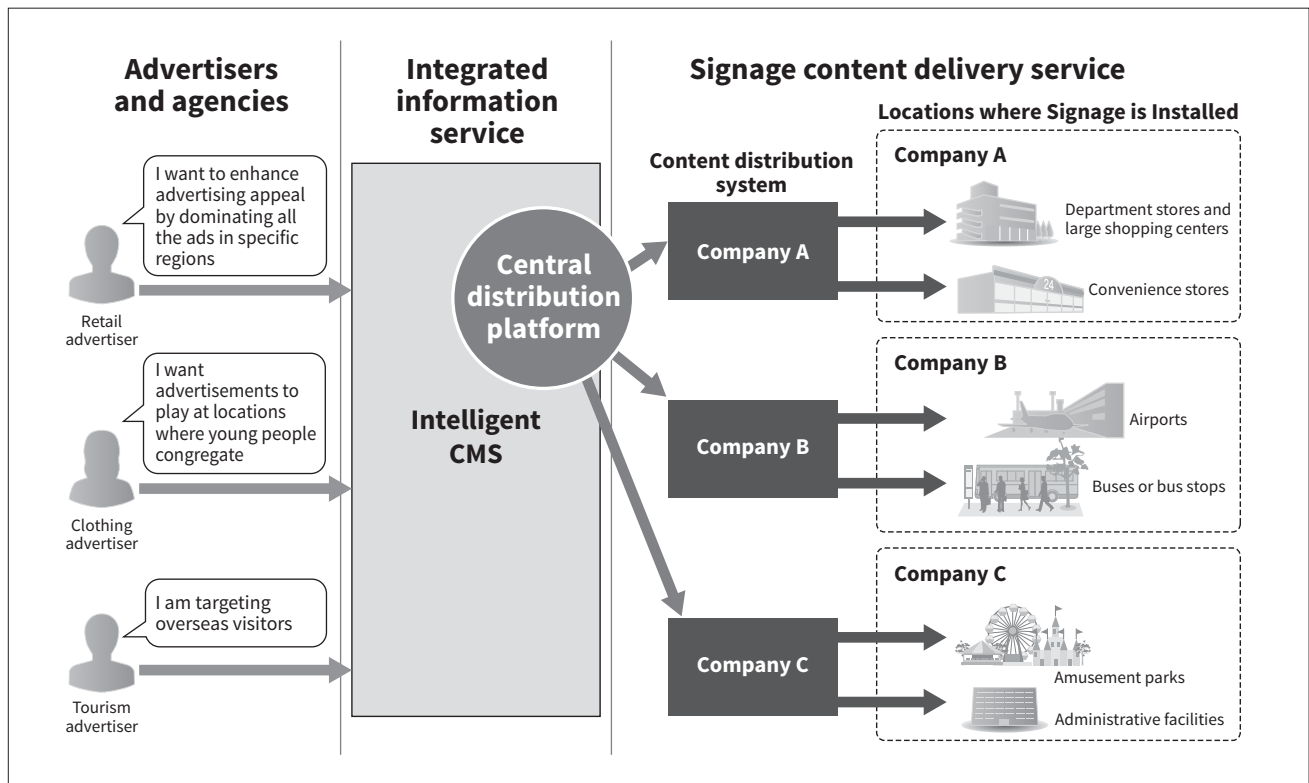 Advertisers
and agencies
I want to enhance
advertising appeal
by dominating all
the ads in specific
regions
Retail
advertiser
I want
advertisements to
play at locations
where young people
congregate
Clothing
advertiser
I am targeting
overseas visitors
Tourism
advertiser
Integrated
information
service
Central
distribution
platform
Intelligent
CMS
Signage content delivery service
Content distribution
system
Company A
Company B
Company C
Locations where Signage is Installed
Company A
Department stores and
large shopping centers
24
Convenience stores
Company B
Airports
Buses or bus stops
Company C
Amusement parks
Administrative facilities